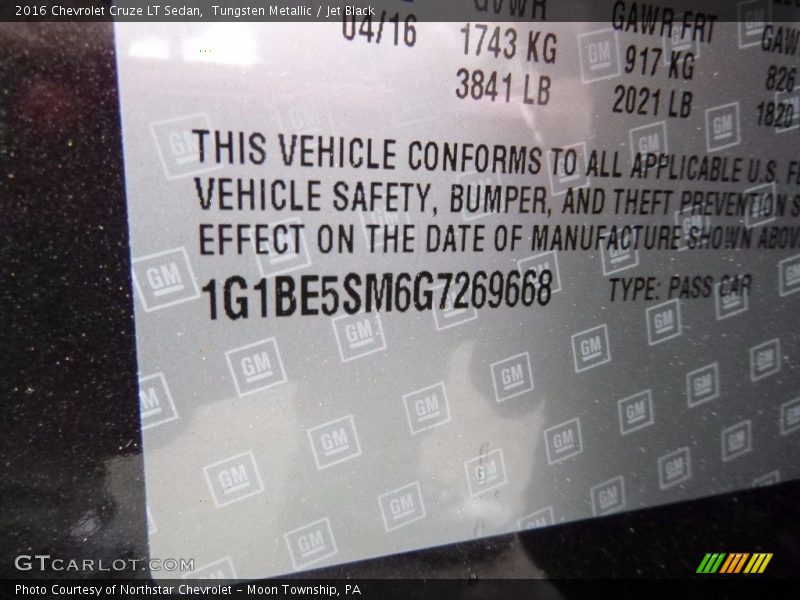 2016 Chevrolet Cruze LT Sedan, Tungsten Metallic / Jet Black
04/16 GVWR GAWR FRT
1743 KG 917 KG 826
3841 LB 2021 LB 1820
THIS VEHICLE CONFORMS TO ALL APPLICABLE U.S.
VEHICLE SAFETY, BUMPER, AND THEFT PREVENTION
EFFECT ON THE DATE OF MANUFACTURE SHOWN
1G1BE5SM6G7269668 TYPE: PASS CAR
GM
GTCARLOT.COM
Photo Courtesy of Northstar Chevrolet - Moon Township, PA